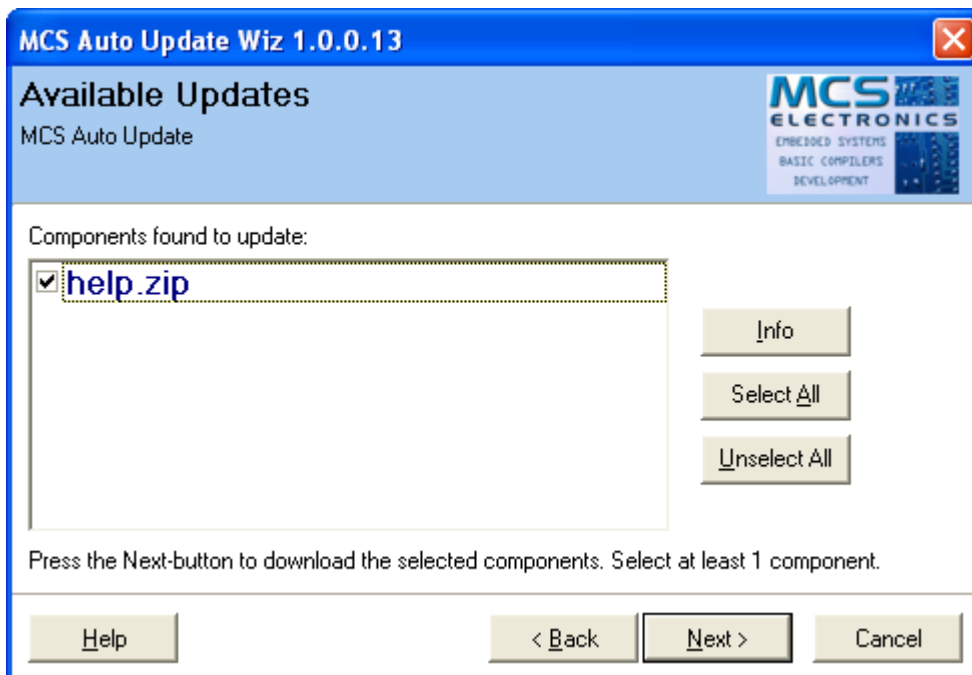 MCS Auto Update Wiz 1.0.0.13
Available Updates
MCS Auto Update
MCS
ELECTRONICS
EMBEDDED SYSTEMS
BASIC COMPILERS
DEVELOPMENT
Components found to update:
help.zip
Info
Select All
Unselect All
Press the Next-button to download the selected components. Select at least 1 component.
Help
< Back
Next >
Cancel